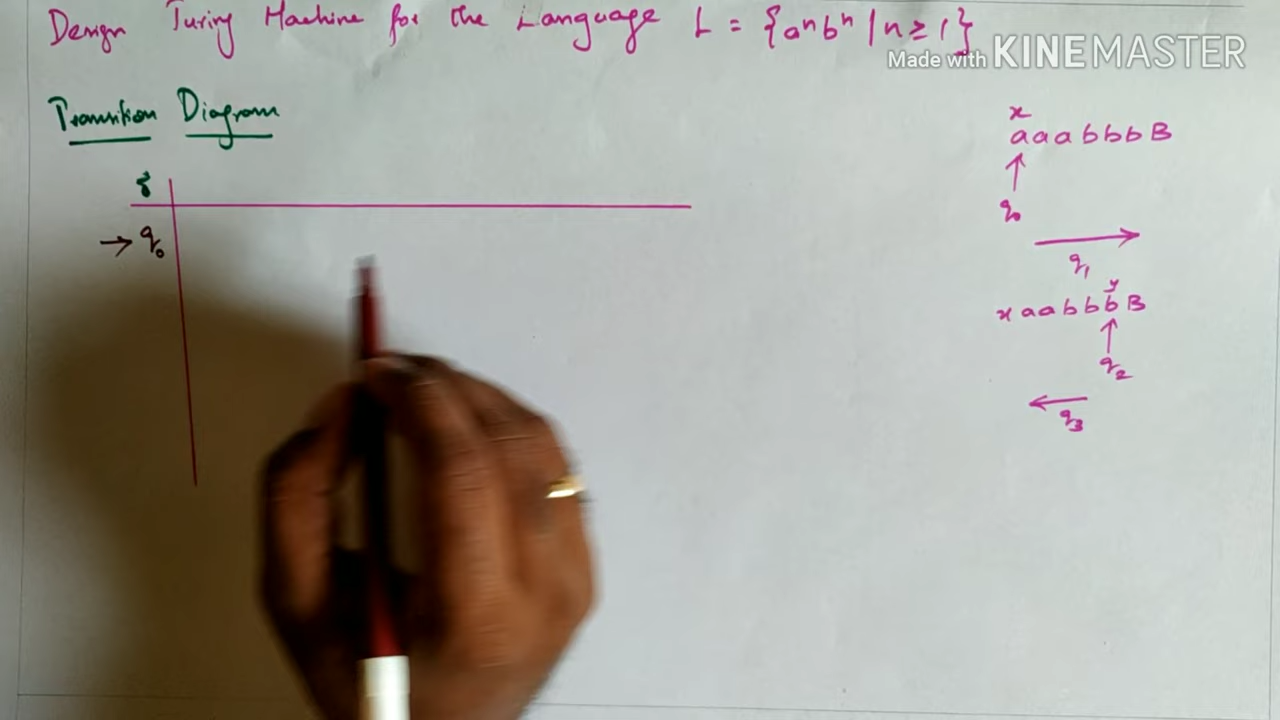 Design Turing Machine for the Language L = {aⁿbⁿ | n ≥ 1}
Made with KINEMASTER
Transition Diagram
x
aaabbbB
↑
q₀
δ
→ q₀
→
q₁
y
xaabbbB
↑
q₂
←
q₃